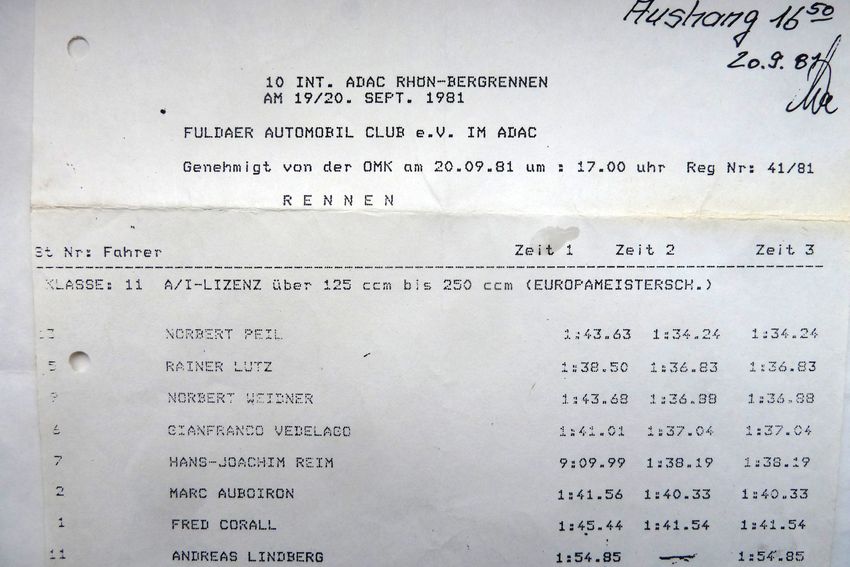 Aushang 16 50
20.9.81
10 INT. ADAC RHÖN-BERGRENNEN
AM 19/20. SEPT. 1981
FULDAER AUTOMOBIL CLUB e.V. IM ADAC
Genehmigt von der OMK am 20.09.81 um : 17.00 uhr Reg Nr: 41/81
R E N N E N
St Nr: Fahrer Zeit 1 Zeit 2 Zeit 3
KLASSE: 11 A/I-LIZENZ über 125 ccm bis 250 ccm (EUROPAMEISTERSCH.)
NORBERT PEIL 1:43.63 1:34.24 1:34.24
5 RAINER LUTZ 1:38.50 1:36.83 1:36.83
NORBERT WEIDNER 1:43.68 1:36.88 1:36.88
6 GIANFRANCO VEBELAGO 1:41.01 1:37.04 1:37.04
7 HANS-JOACHIM REIM 9:09.99 1:38.19 1:38.19
2 MARC AUBOIRON 1:41.56 1:40.33 1:40.33
1 FRED CORALL 1:45.44 1:41.54 1:41.54
11 ANDREAS LINDBERG 1:54.85 — 1:54.85